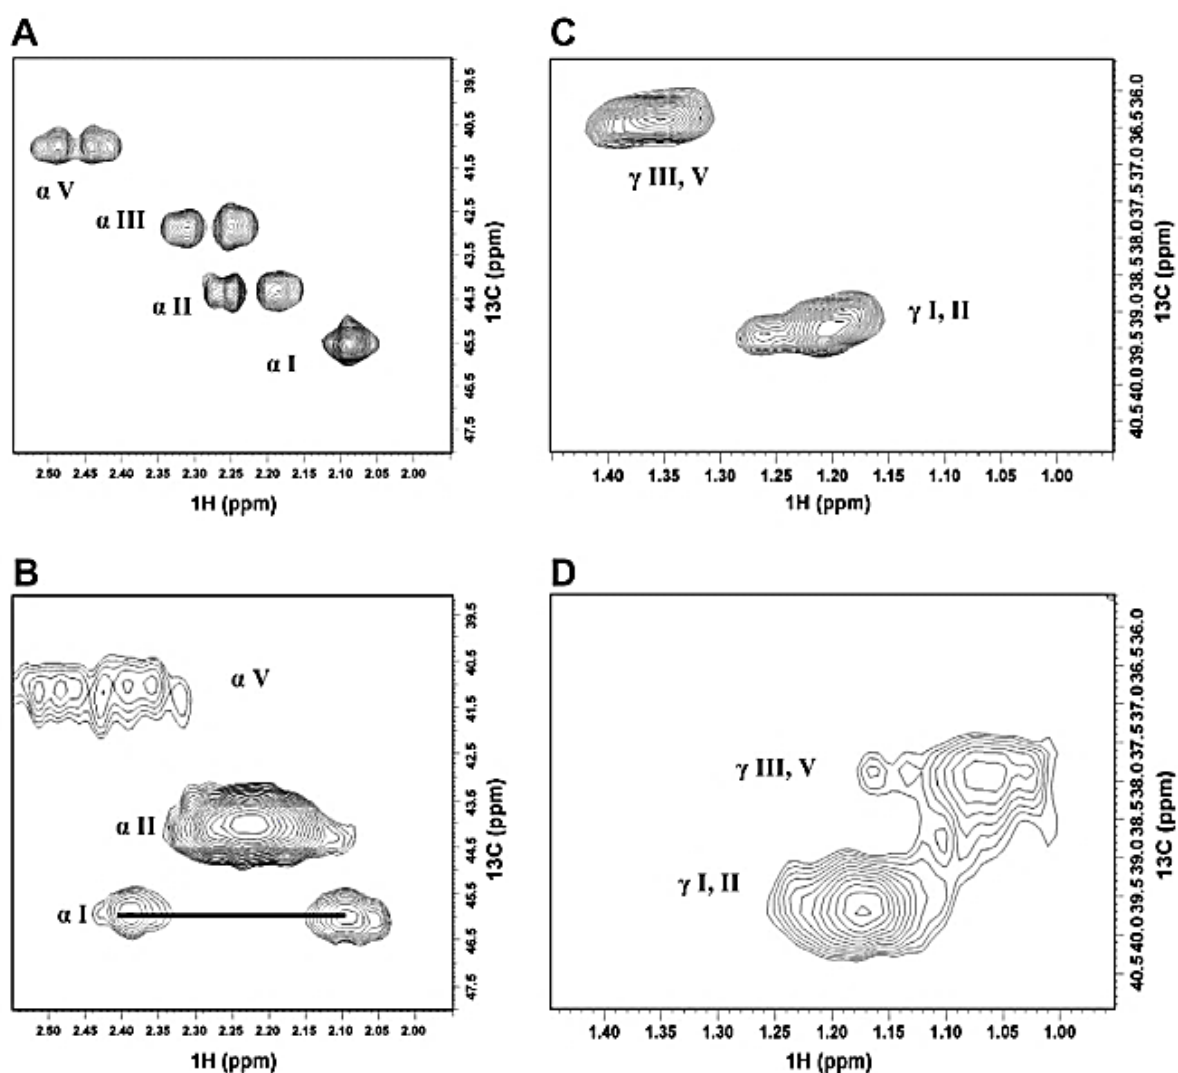 A
α V
α III
α II
α I
39.5
40.5
41.5
42.5
43.5
44.5
45.5
46.5
47.5
13C (ppm)
2.50 2.45 2.40 2.35 2.30 2.25 2.20 2.15 2.10 2.05 2.00
1H (ppm)
C
γ III, V
γ I, II
40.5 40.0 39.5 39.0 38.5 38.0 37.5 37.0 36.5 36.0
13C (ppm)
1.40 1.35 1.30 1.25 1.20 1.15 1.10 1.05 1.00
1H (ppm)
B
α V
α II
α I
39.5
40.5
41.5
42.5
43.5
44.5
45.5
46.5
47.5
13C (ppm)
2.50 2.45 2.40 2.35 2.30 2.25 2.20 2.15 2.10 2.05 2.00
1H (ppm)
D
γ III, V
γ I, II
40.5 40.0 39.5 39.0 38.5 38.0 37.5 37.0 36.5 36.0
13C (ppm)
1.40 1.35 1.30 1.25 1.20 1.15 1.10 1.05 1.00
1H (ppm)